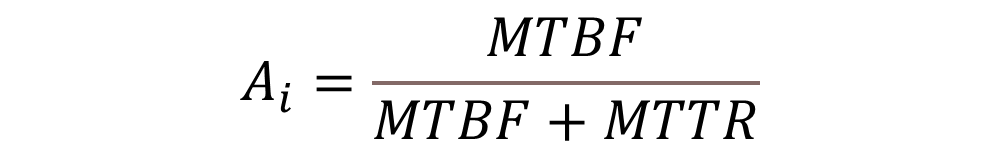 MTBF
A_i =
MTBF + MTTR